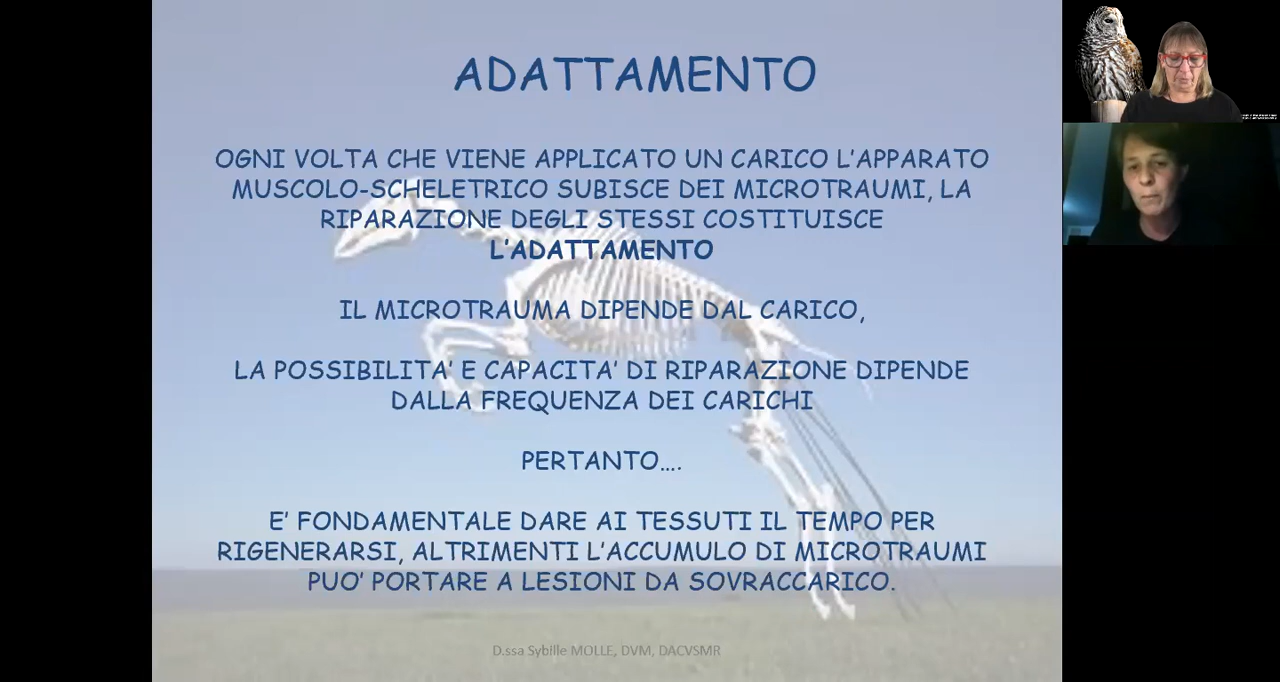 ADATTAMENTO
OGNI VOLTA CHE VIENE APPLICATO UN CARICO L'APPARATO
MUSCOLO-SCHELETRICO SUBISCE DEI MICROTRAUMI, LA
RIPARAZIONE DEGLI STESSI COSTITUISCE
L'ADATTAMENTO
IL MICROTRAUMA DIPENDE DAL CARICO,
LA POSSIBILITA' E CAPACITA' DI RIPARAZIONE DIPENDE
DALLA FREQUENZA DEI CARICHI
PERTANTO….
E' FONDAMENTALE DARE AI TESSUTI IL TEMPO PER
RIGENERARSI, ALTRIMENTI L'ACCUMULO DI MICROTRAUMI
PUO' PORTARE A LESIONI DA SOVRACCARICO.
D.ssa Sybille MOLLE, DVM, DACVSMR